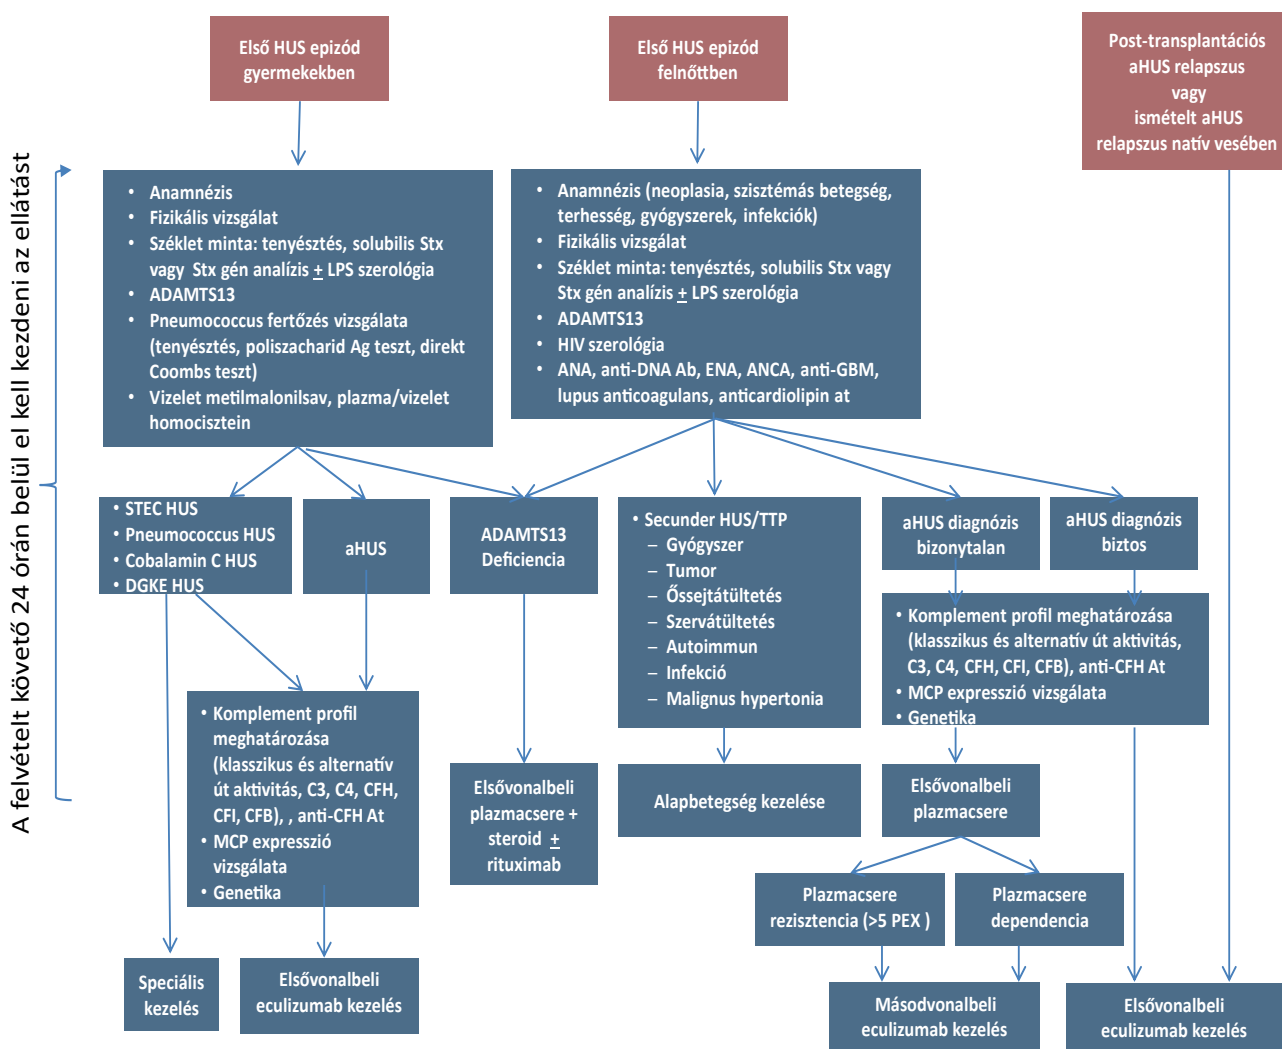 Első HUS epizód
gyermekekben
Első HUS epizód
felnőttben
Post-transplantációs
aHUS relapszus
vagy
ismételt aHUS
relapszus natív vesében
A felvételt követő 24 órán belül el kell kezdeni az ellátást
• Anamnézis
• Fizikális vizsgálat
• Széklet minta: tenyésztés, solubilis Stx
vagy Stx gén analízis ± LPS szerológia
• ADAMTS13
• Pneumococcus fertőzés vizsgálata
(tenyésztés, poliszacharid Ag teszt, direkt
Coombs teszt)
• Vizelet metilmalonilsav, plazma/vizelet
homocisztein
• Anamnézis (neoplasia, szisztémás betegség,
terhesség, gyógyszerek, infekciók)
• Fizikális vizsgálat
• Széklet minta: tenyésztés, solubilis Stx vagy
Stx gén analízis ± LPS szerológia
• ADAMTS13
• HIV szerológia
• ANA, anti-DNA Ab, ENA, ANCA, anti-GBM,
lupus anticoagulans, anticardiolipin at
• STEC HUS
• Pneumococcus HUS
• Cobalamin C HUS
• DGKE HUS
aHUS
ADAMTS13
Deficiencia
• Secunder HUS/TTP
– Gyógyszer
– Tumor
– Őssejtátültetés
– Szervátültetés
– Autoimmun
– Infekció
– Malignus hypertonia
aHUS diagnózis
bizonytalan
aHUS diagnózis
biztos
• Komplement profil meghatározása
(klasszikus és alternatív út aktivitás,
C3, C4, CFH, CFI, CFB), anti-CFH At
• MCP expresszió vizsgálata
• Genetika
• Komplement profil
meghatározása
(klasszikus és alternatív
út aktivitás, C3, C4, CFH,
CFI, CFB), , anti-CFH At
• MCP expresszió
vizsgálata
• Genetika
Elsővonalbeli
plazmacsere +
steroid ±
rituximab
Alapbetegség kezelése
Elsővonalbeli
plazmacsere
Plazmacsere
rezisztencia (>5 PEX )
Plazmacsere
dependencia
Speciális
kezelés
Elsővonalbeli
eculizumab kezelés
Másodvonalbeli
eculizumab kezelés
Elsővonalbeli
eculizumab kezelés